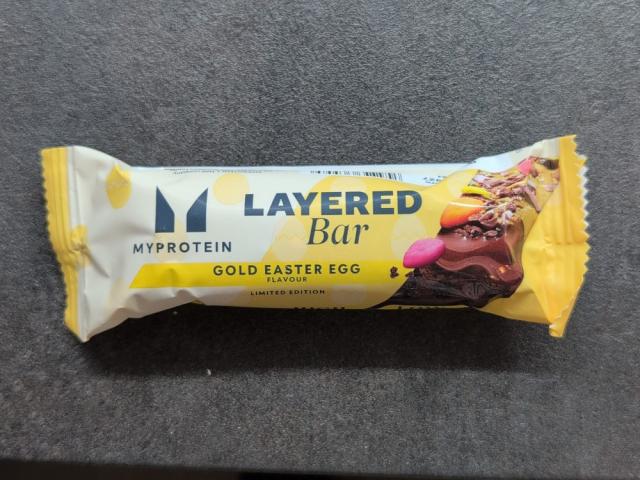 MYPROTEIN
LAYERED
Bar
GOLD EASTER EGG
FLAVOUR
LIMITED EDITION